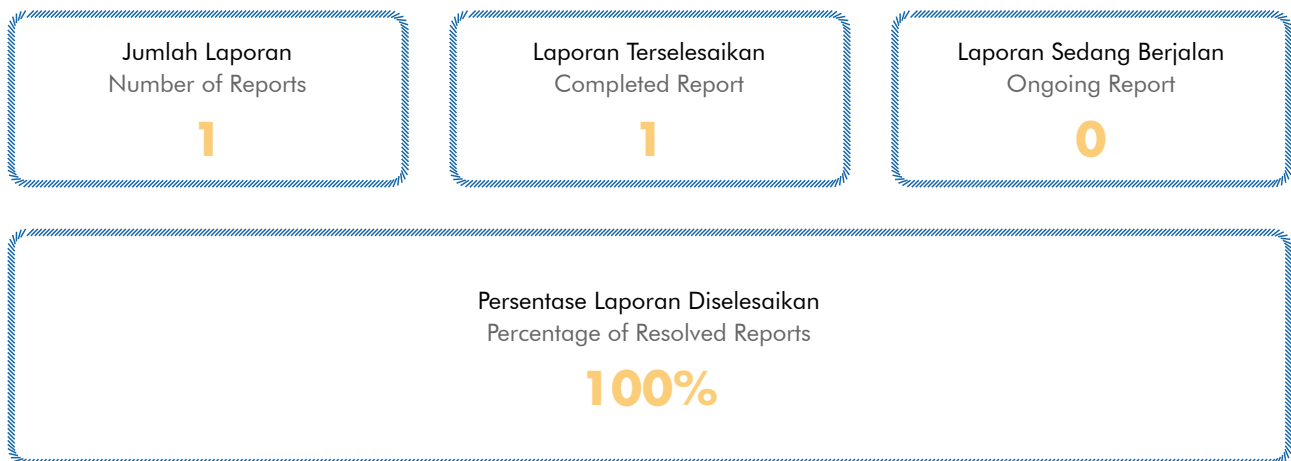 Jumlah Laporan
Number of Reports
1
Laporan Terselesaikan
Completed Report
1
Laporan Sedang Berjalan
Ongoing Report
0
Persentase Laporan Diselesaikan
Percentage of Resolved Reports
100%